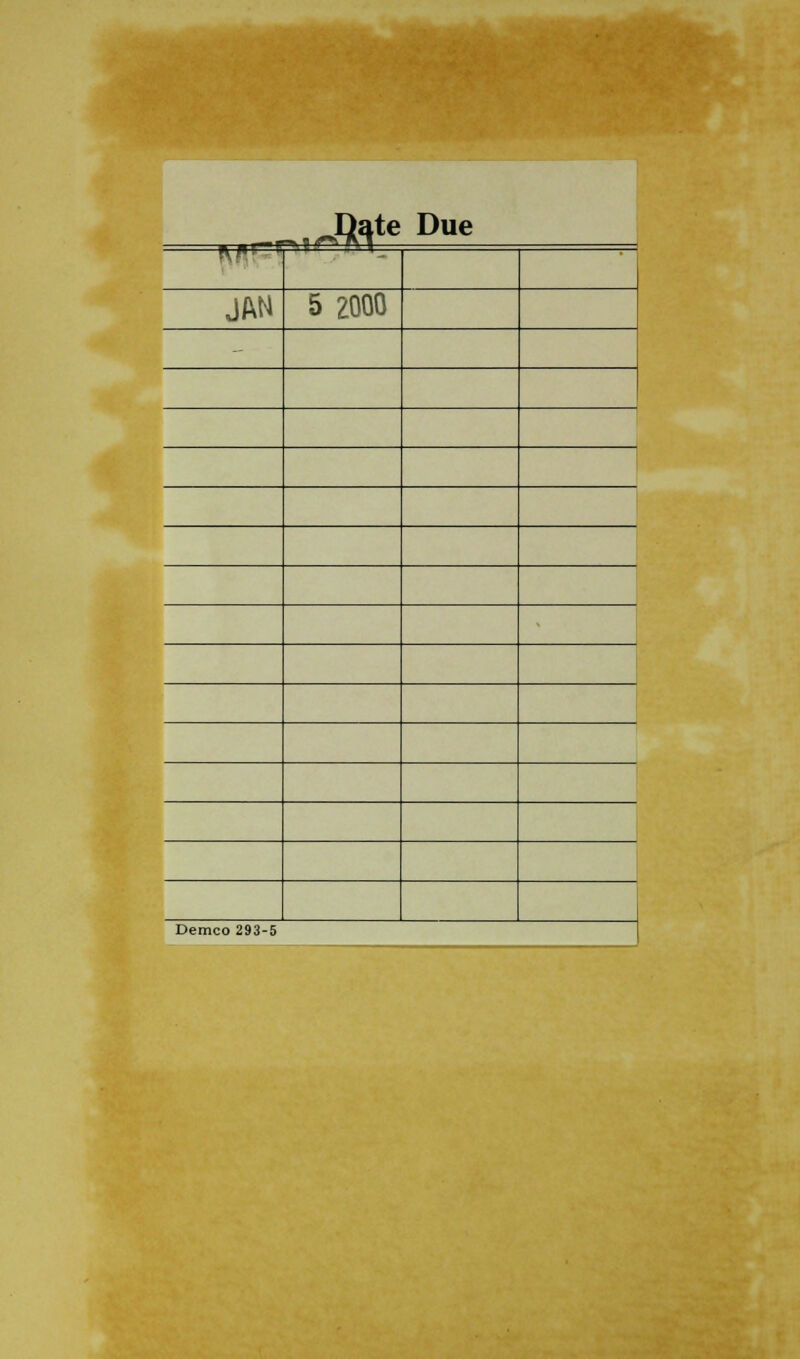 Date Due
JAN 5 2000
Demco 293-5